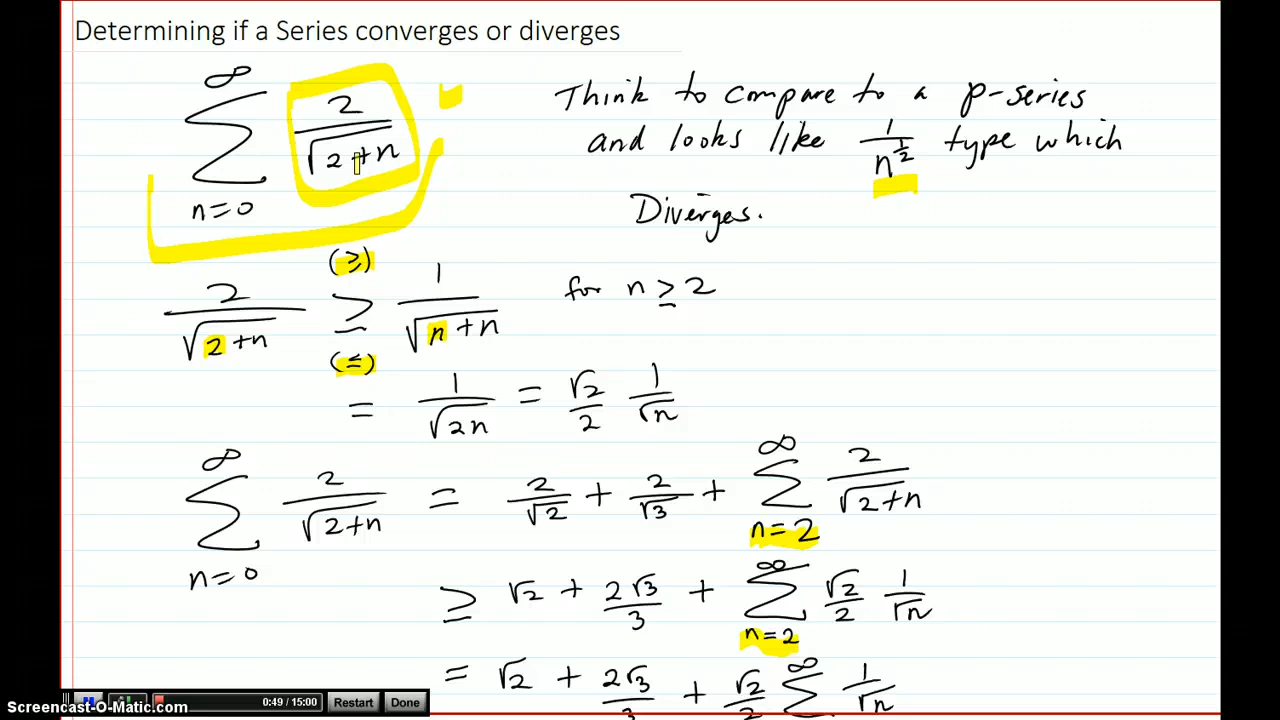 Determining if a Series converges or diverges
∞ ∑ n=0 2/√(2+n)
Think to compare to a p-series
and looks like 1/n^(1/2) type which
Diverges.
(≥)
2/√(2+n) ≥ 1/√(n+n) for n ≥ 2
(≤)
= 1/√(2n) = √2/2 1/√n
∞ ∑ n=0 2/√(2+n) = 2/√2 + 2/√3 + ∞ ∑ n=2 2/√(2+n)
≥ √2 + 2√3/3 + ∞ ∑ n=2 √2/2 1/√n
= √2 + 2√3/3 + √2/2 ∞ ∑ 1/√n
0:49 / 15:00 Restart Done
Screencast-O-Matic.com